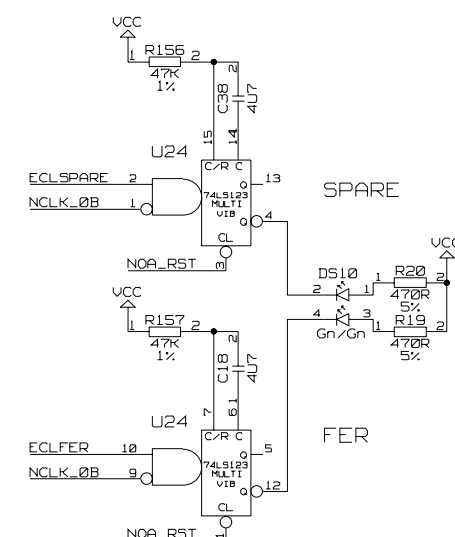 VCC
1 R156 2
47K
1%
2
C38
4U7
15
14
U24
C/R C
ECLSPARE 2
NCLK_0B 1
74LS123
MULTI
VIB
Q 13
Q 4
CL
NOA_RST
3
SPARE
VCC
DS10
2 1
1 R20 2
470R
5%
4 3
Gn/Gn
1 R19 2
470R
5%
VCC
1 R157 2
47K
1%
2
C18
4U7
7
6 1
U24
C/R C
ECLFER 10
NCLK_0B 9
74LS123
MULTI
VIB
Q 5
Q 12
CL
NOA_RST
FER